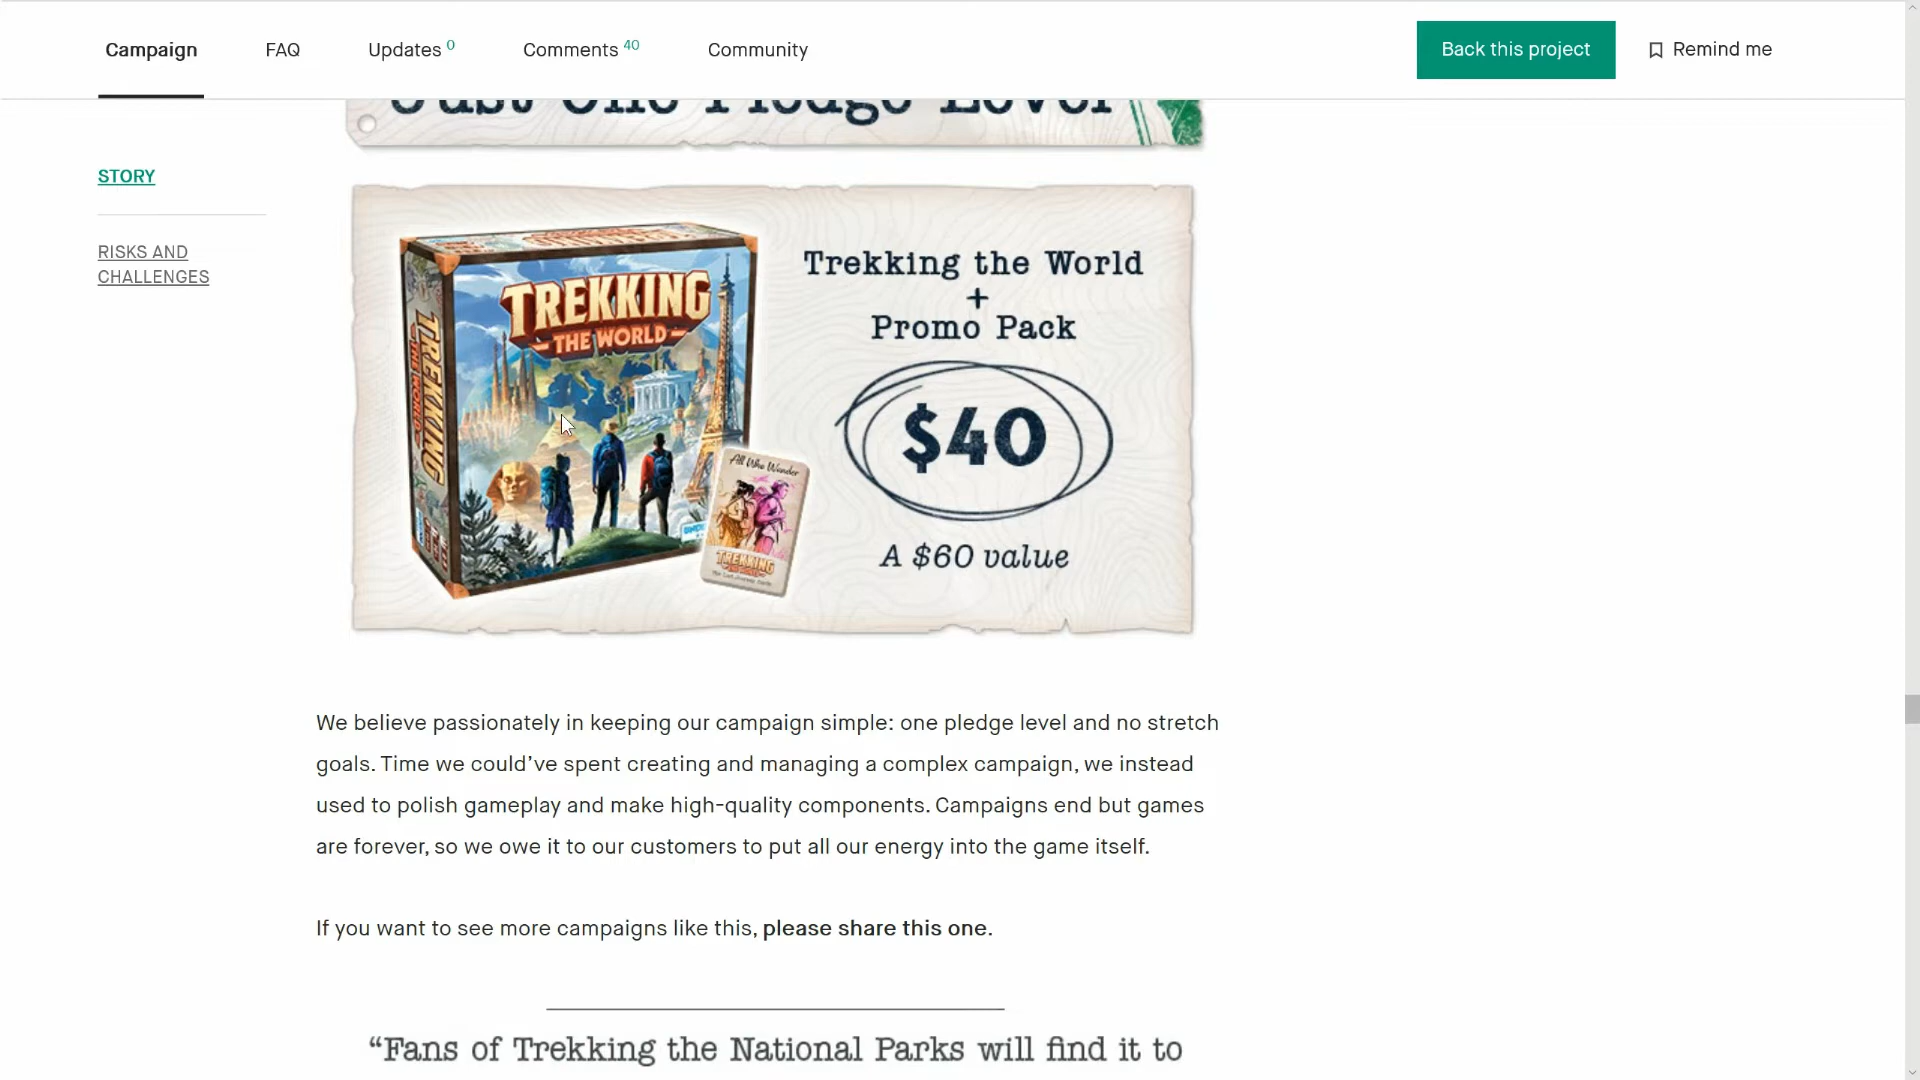 Campaign
FAQ
Updates 0
Comments 40
Community
Back this project
Remind me
Just One Pledge Level
STORY
RISKS AND
CHALLENGES
TREKKING
THE WORLD
TREKKING
THE WORLD
All Who Wander
TREKKING
Trekking the World
+
Promo Pack
$40
A $60 value
We believe passionately in keeping our campaign simple: one pledge level and no stretch
goals. Time we could’ve spent creating and managing a complex campaign, we instead
used to polish gameplay and make high-quality components. Campaigns end but games
are forever, so we owe it to our customers to put all our energy into the game itself.
If you want to see more campaigns like this, please share this one.
“Fans of Trekking the National Parks will find it to